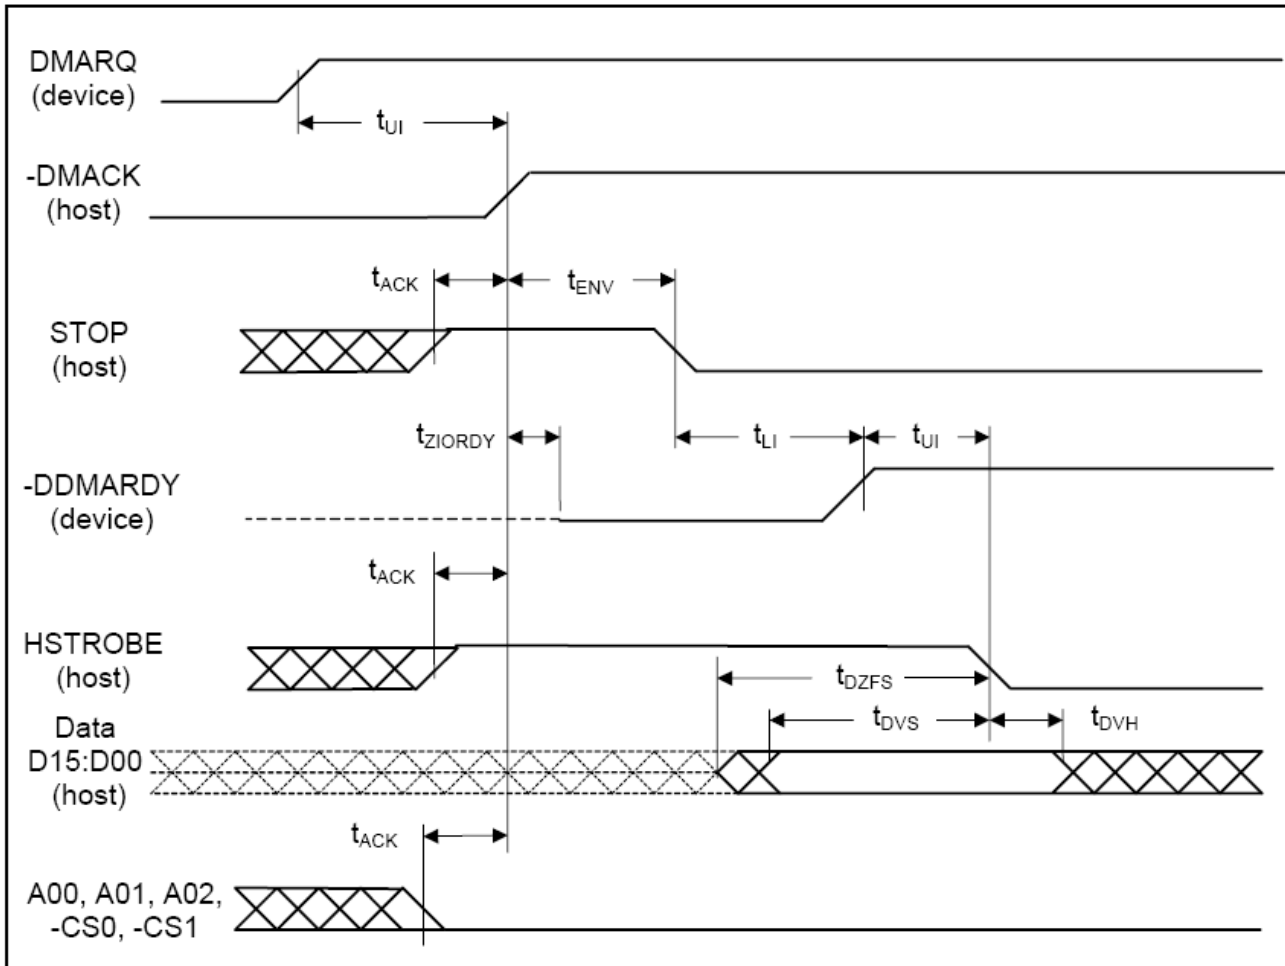 DMARQ
(device)
tUI
-DMACK
(host)
tACK
tENV
STOP
(host)
tZIORDY
tLI
tUI
-DDMARDY
(device)
tACK
HSTROBE
(host)
tDZFS
Data
tDVS
tDVH
D15:D00
(host)
tACK
A00, A01, A02,
-CS0, -CS1